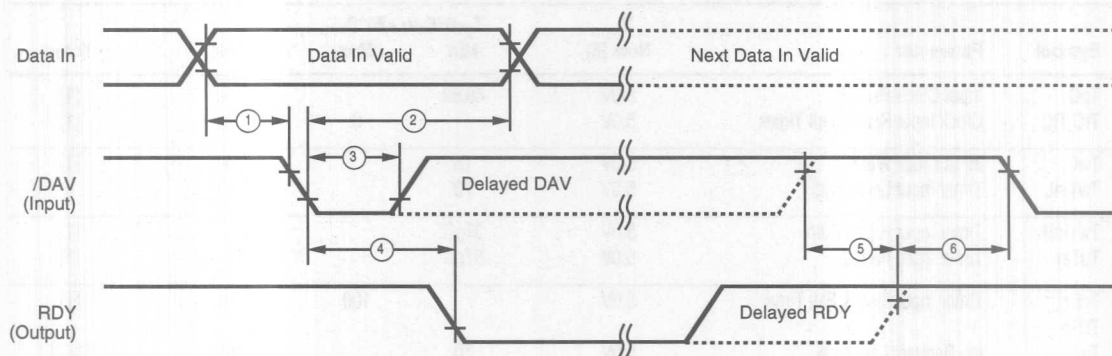 Data In
Data In Valid
Next Data In Valid
1
2
3
/DAV
(Input)
Delayed DAV
4
5
6
RDY
(Output)
Delayed RDY